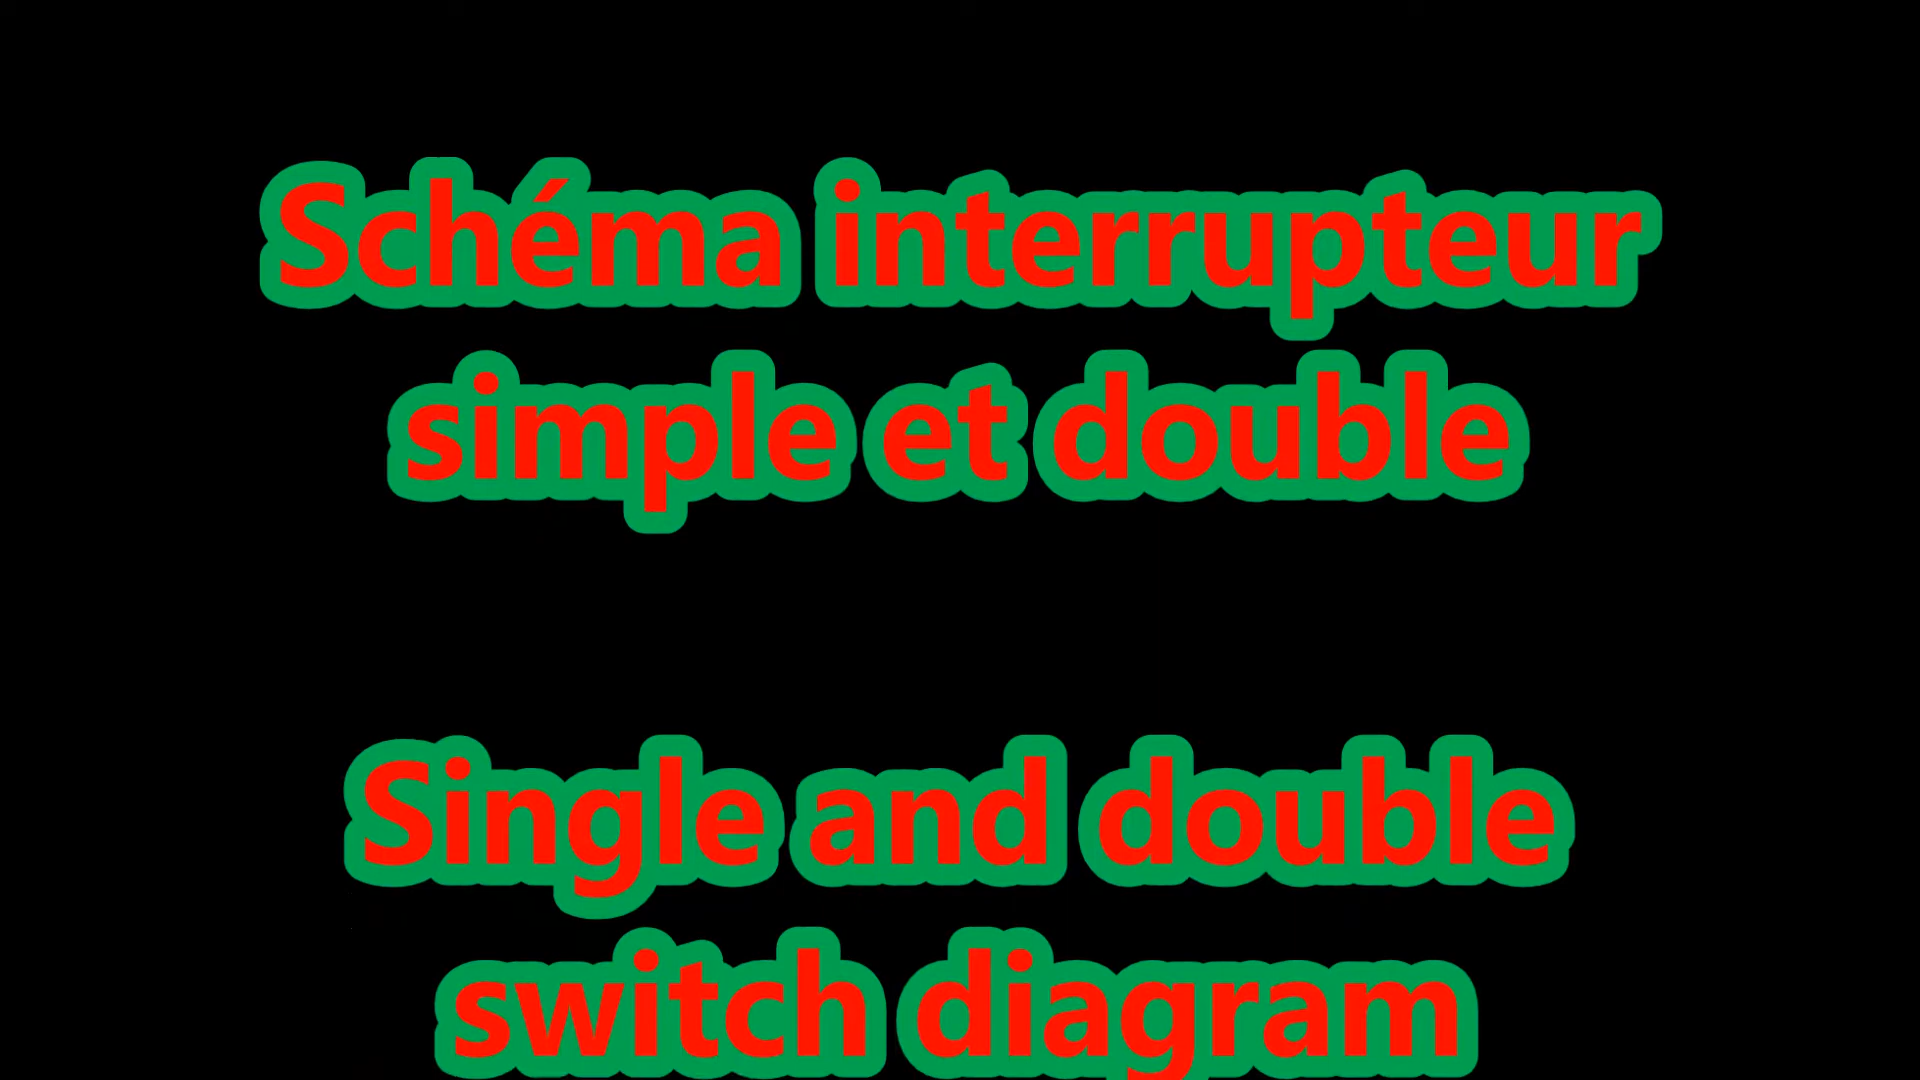 Schéma interrupteur
simple et double
Single and double
switch diagram